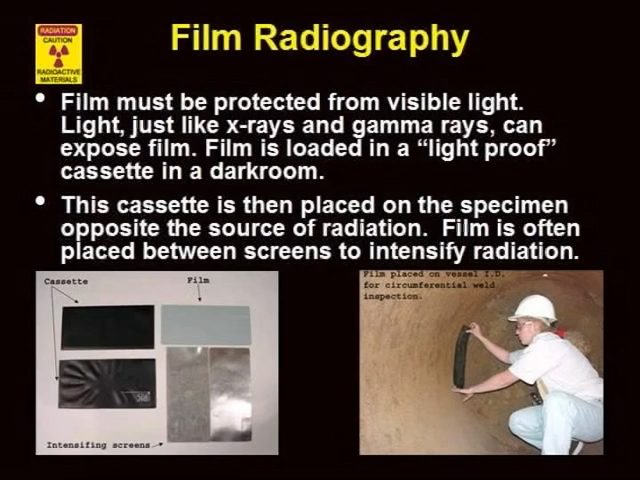 RADIATION
CAUTION
RADIOACTIVE
MATERIALS
Film Radiography
• Film must be protected from visible light.
Light, just like x-rays and gamma rays, can
expose film. Film is loaded in a “light proof”
cassette in a darkroom.
• This cassette is then placed on the specimen
opposite the source of radiation. Film is often
placed between screens to intensify radiation.
Cassette
Film
Intensifing screens
Film placed on vessel I.D.
for circumferential weld
inspection.